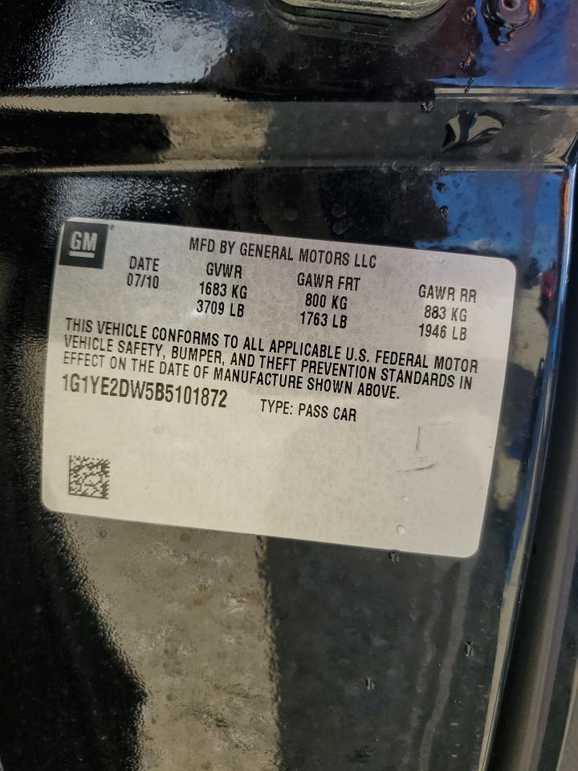 GM
MFD BY GENERAL MOTORS LLC
DATE GVWR GAWR FRT GAWR RR
07/10 1683 KG 800 KG 883 KG
3709 LB 1763 LB 1946 LB
THIS VEHICLE CONFORMS TO ALL APPLICABLE U.S. FEDERAL MOTOR
VEHICLE SAFETY, BUMPER, AND THEFT PREVENTION STANDARDS IN
EFFECT ON THE DATE OF MANUFACTURE SHOWN ABOVE.
1G1YE2DW5B5101872 TYPE: PASS CAR